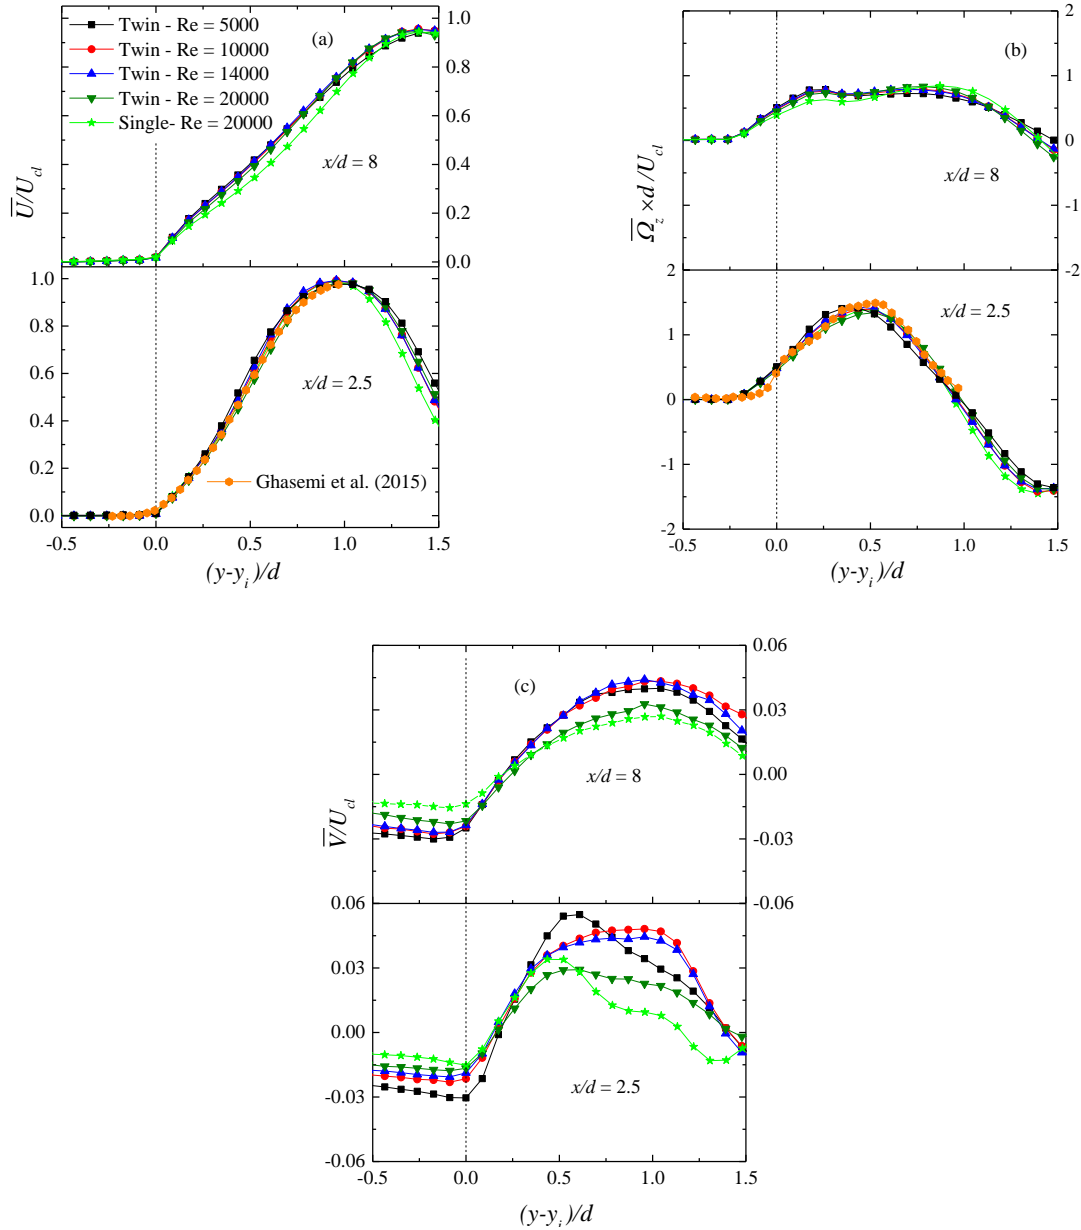 Twin - Re = 5000
Twin - Re = 10000
Twin - Re = 14000
Twin - Re = 20000
Single- Re = 20000
(a)
x/d = 8
U̅/U_cl
1.0
0.8
0.6
0.4
0.2
0.0
x/d = 2.5
Ghasemi et al. (2015)
1.0
0.8
0.6
0.4
0.2
0.0
-0.5 0.0 0.5 1.0 1.5
(y-y_i)/d
(b)
x/d = 8
2
1
0
-1
-2
Ω̅_z ×d /U_cl
x/d = 2.5
2
1
0
-1
-2
-0.5 0.0 0.5 1.0 1.5
(y-y_i)/d
(c)
x/d = 8
0.06
0.03
0.00
-0.03
-0.06
V̅/U_cl
x/d = 2.5
0.06
0.03
0.00
-0.03
-0.06
-0.5 0.0 0.5 1.0 1.5
(y-y_i)/d